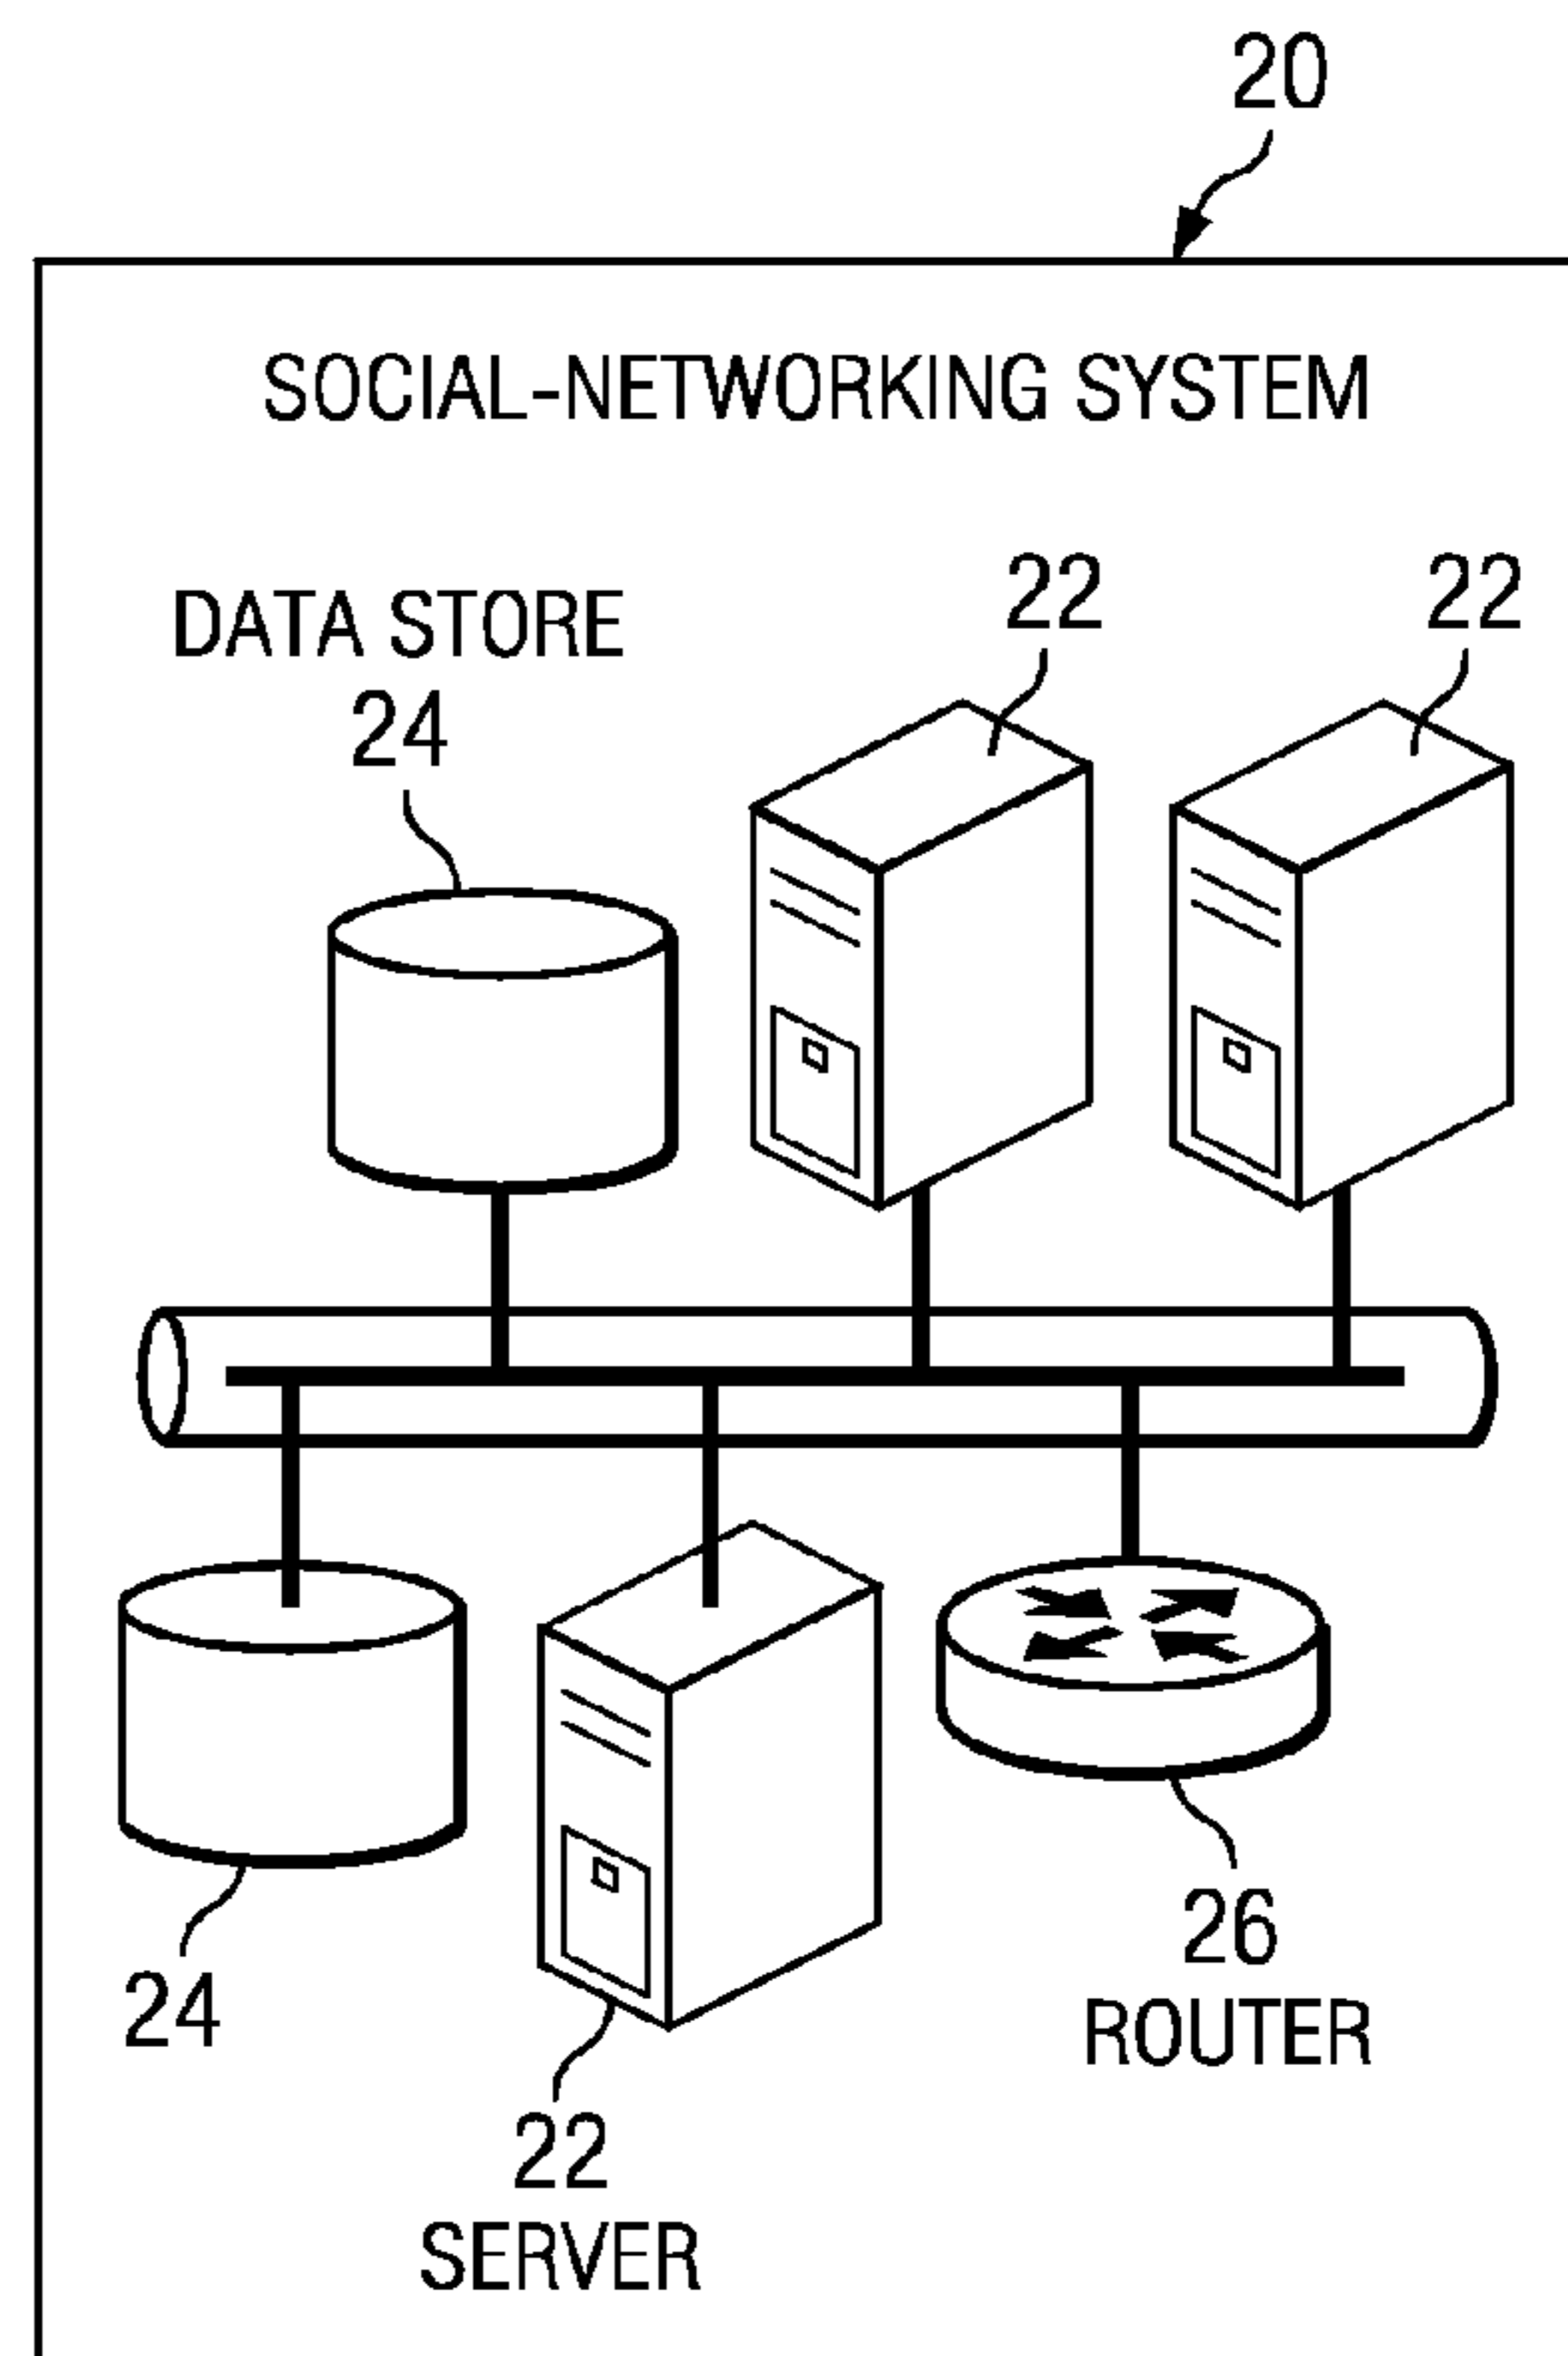 20
SOCIAL-NETWORKING SYSTEM
DATA STORE
24
22
22
24
26
ROUTER
22
SERVER